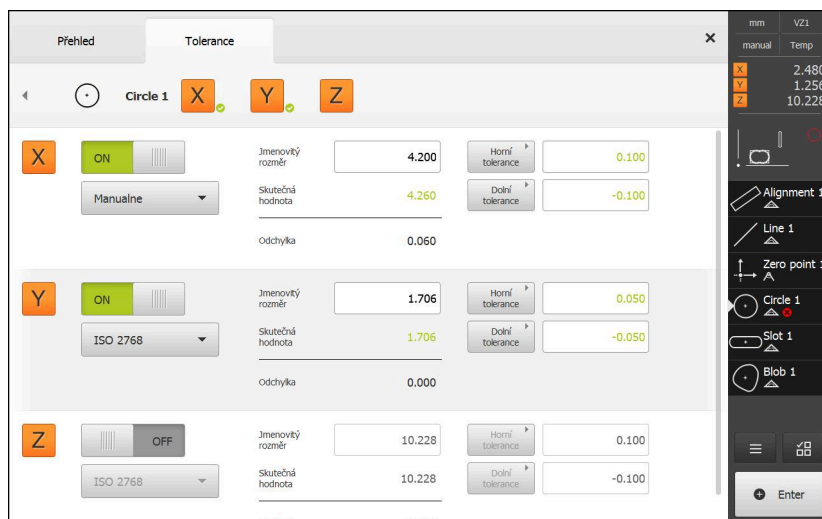 Přehled
Tolerance
Circle 1
X
Y
Z
X
ON
Manualne
Jmenovitý
rozměr
4.200
Horní
tolerance
0.100
Skutečná
hodnota
4.260
Dolní
tolerance
-0.100
Odchylka
0.060
Y
ON
ISO 2768
Jmenovitý
rozměr
1.706
Horní
tolerance
0.050
Skutečná
hodnota
1.706
Dolní
tolerance
-0.050
Odchylka
0.000
Z
OFF
ISO 2768
Jmenovitý
rozměr
10.228
Horní
tolerance
0.100
Skutečná
hodnota
10.228
Dolní
tolerance
-0.100
mm VZ1
manual Temp
X 2.480
Y 1.256
Z 10.228
Alignment 1
Line 1
Zero point 1
Circle 1
Slot 1
Blob 1
Enter